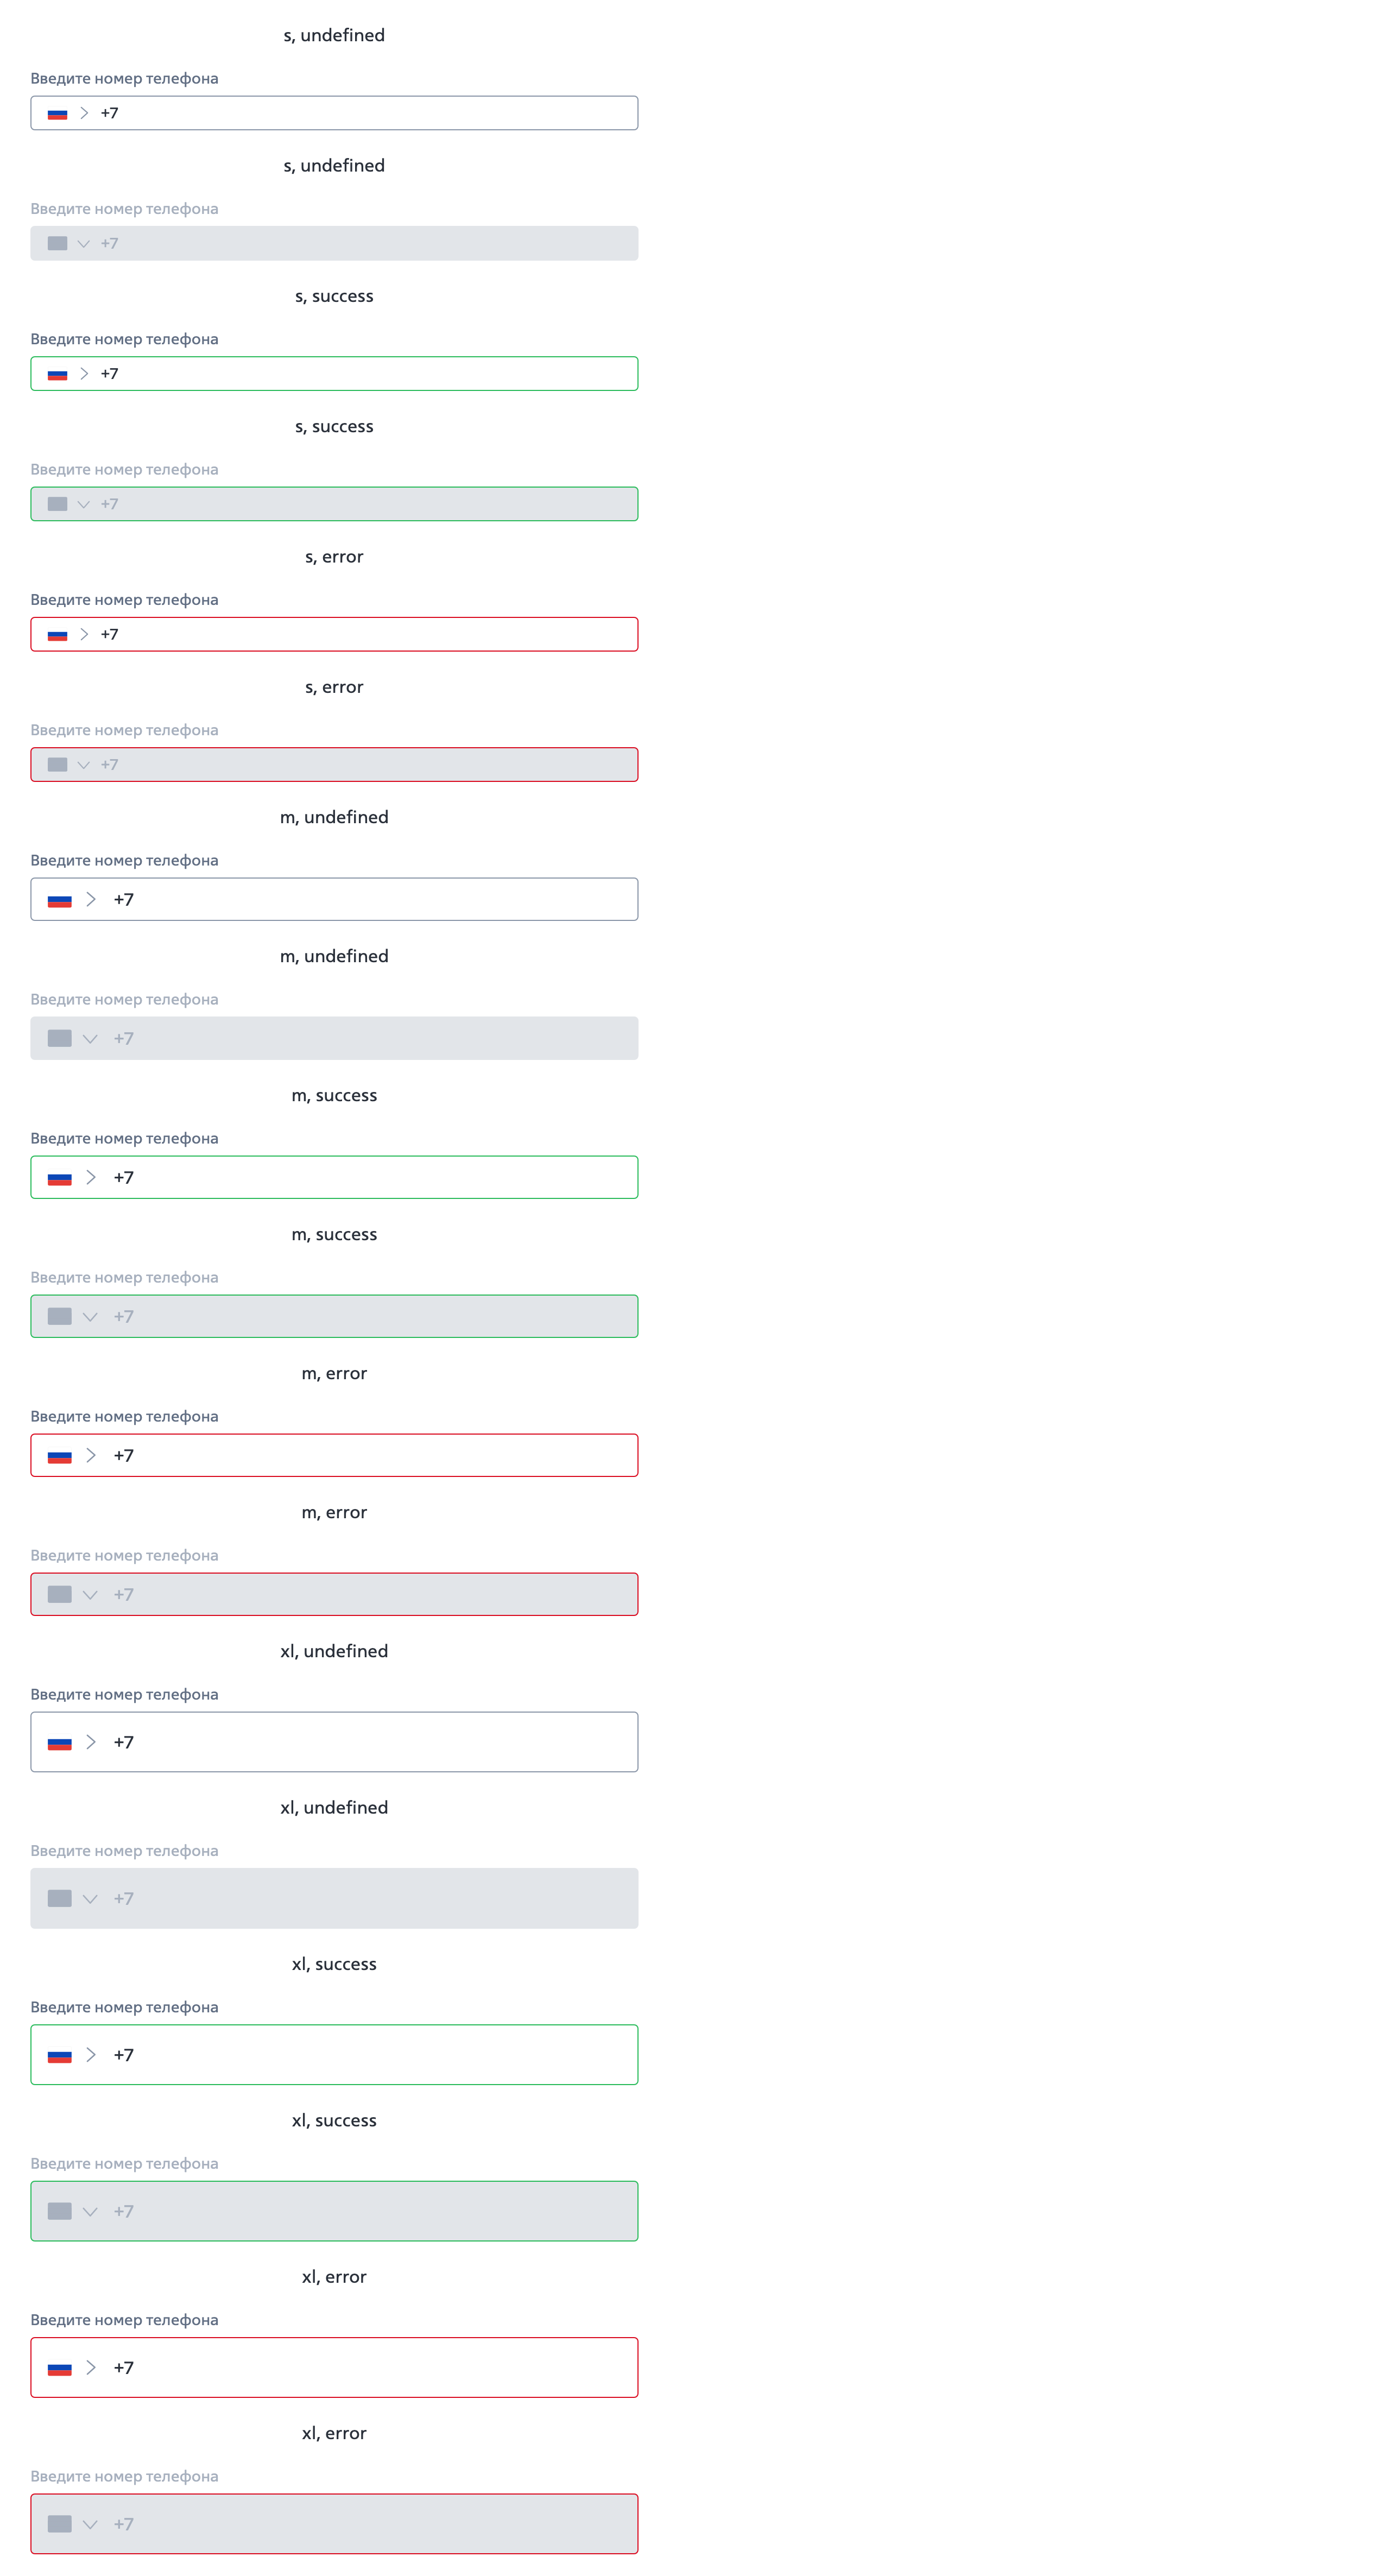 s, undefined
Введите номер телефона
+7
s, undefined
Введите номер телефона
+7
s, success
Введите номер телефона
+7
s, success
Введите номер телефона
+7
s, error
Введите номер телефона
+7
s, error
Введите номер телефона
+7
m, undefined
Введите номер телефона
+7
m, undefined
Введите номер телефона
+7
m, success
Введите номер телефона
+7
m, success
Введите номер телефона
+7
m, error
Введите номер телефона
+7
m, error
Введите номер телефона
+7
xl, undefined
Введите номер телефона
+7
xl, undefined
Введите номер телефона
+7
xl, success
Введите номер телефона
+7
xl, success
Введите номер телефона
+7
xl, error
Введите номер телефона
+7
xl, error
Введите номер телефона
+7